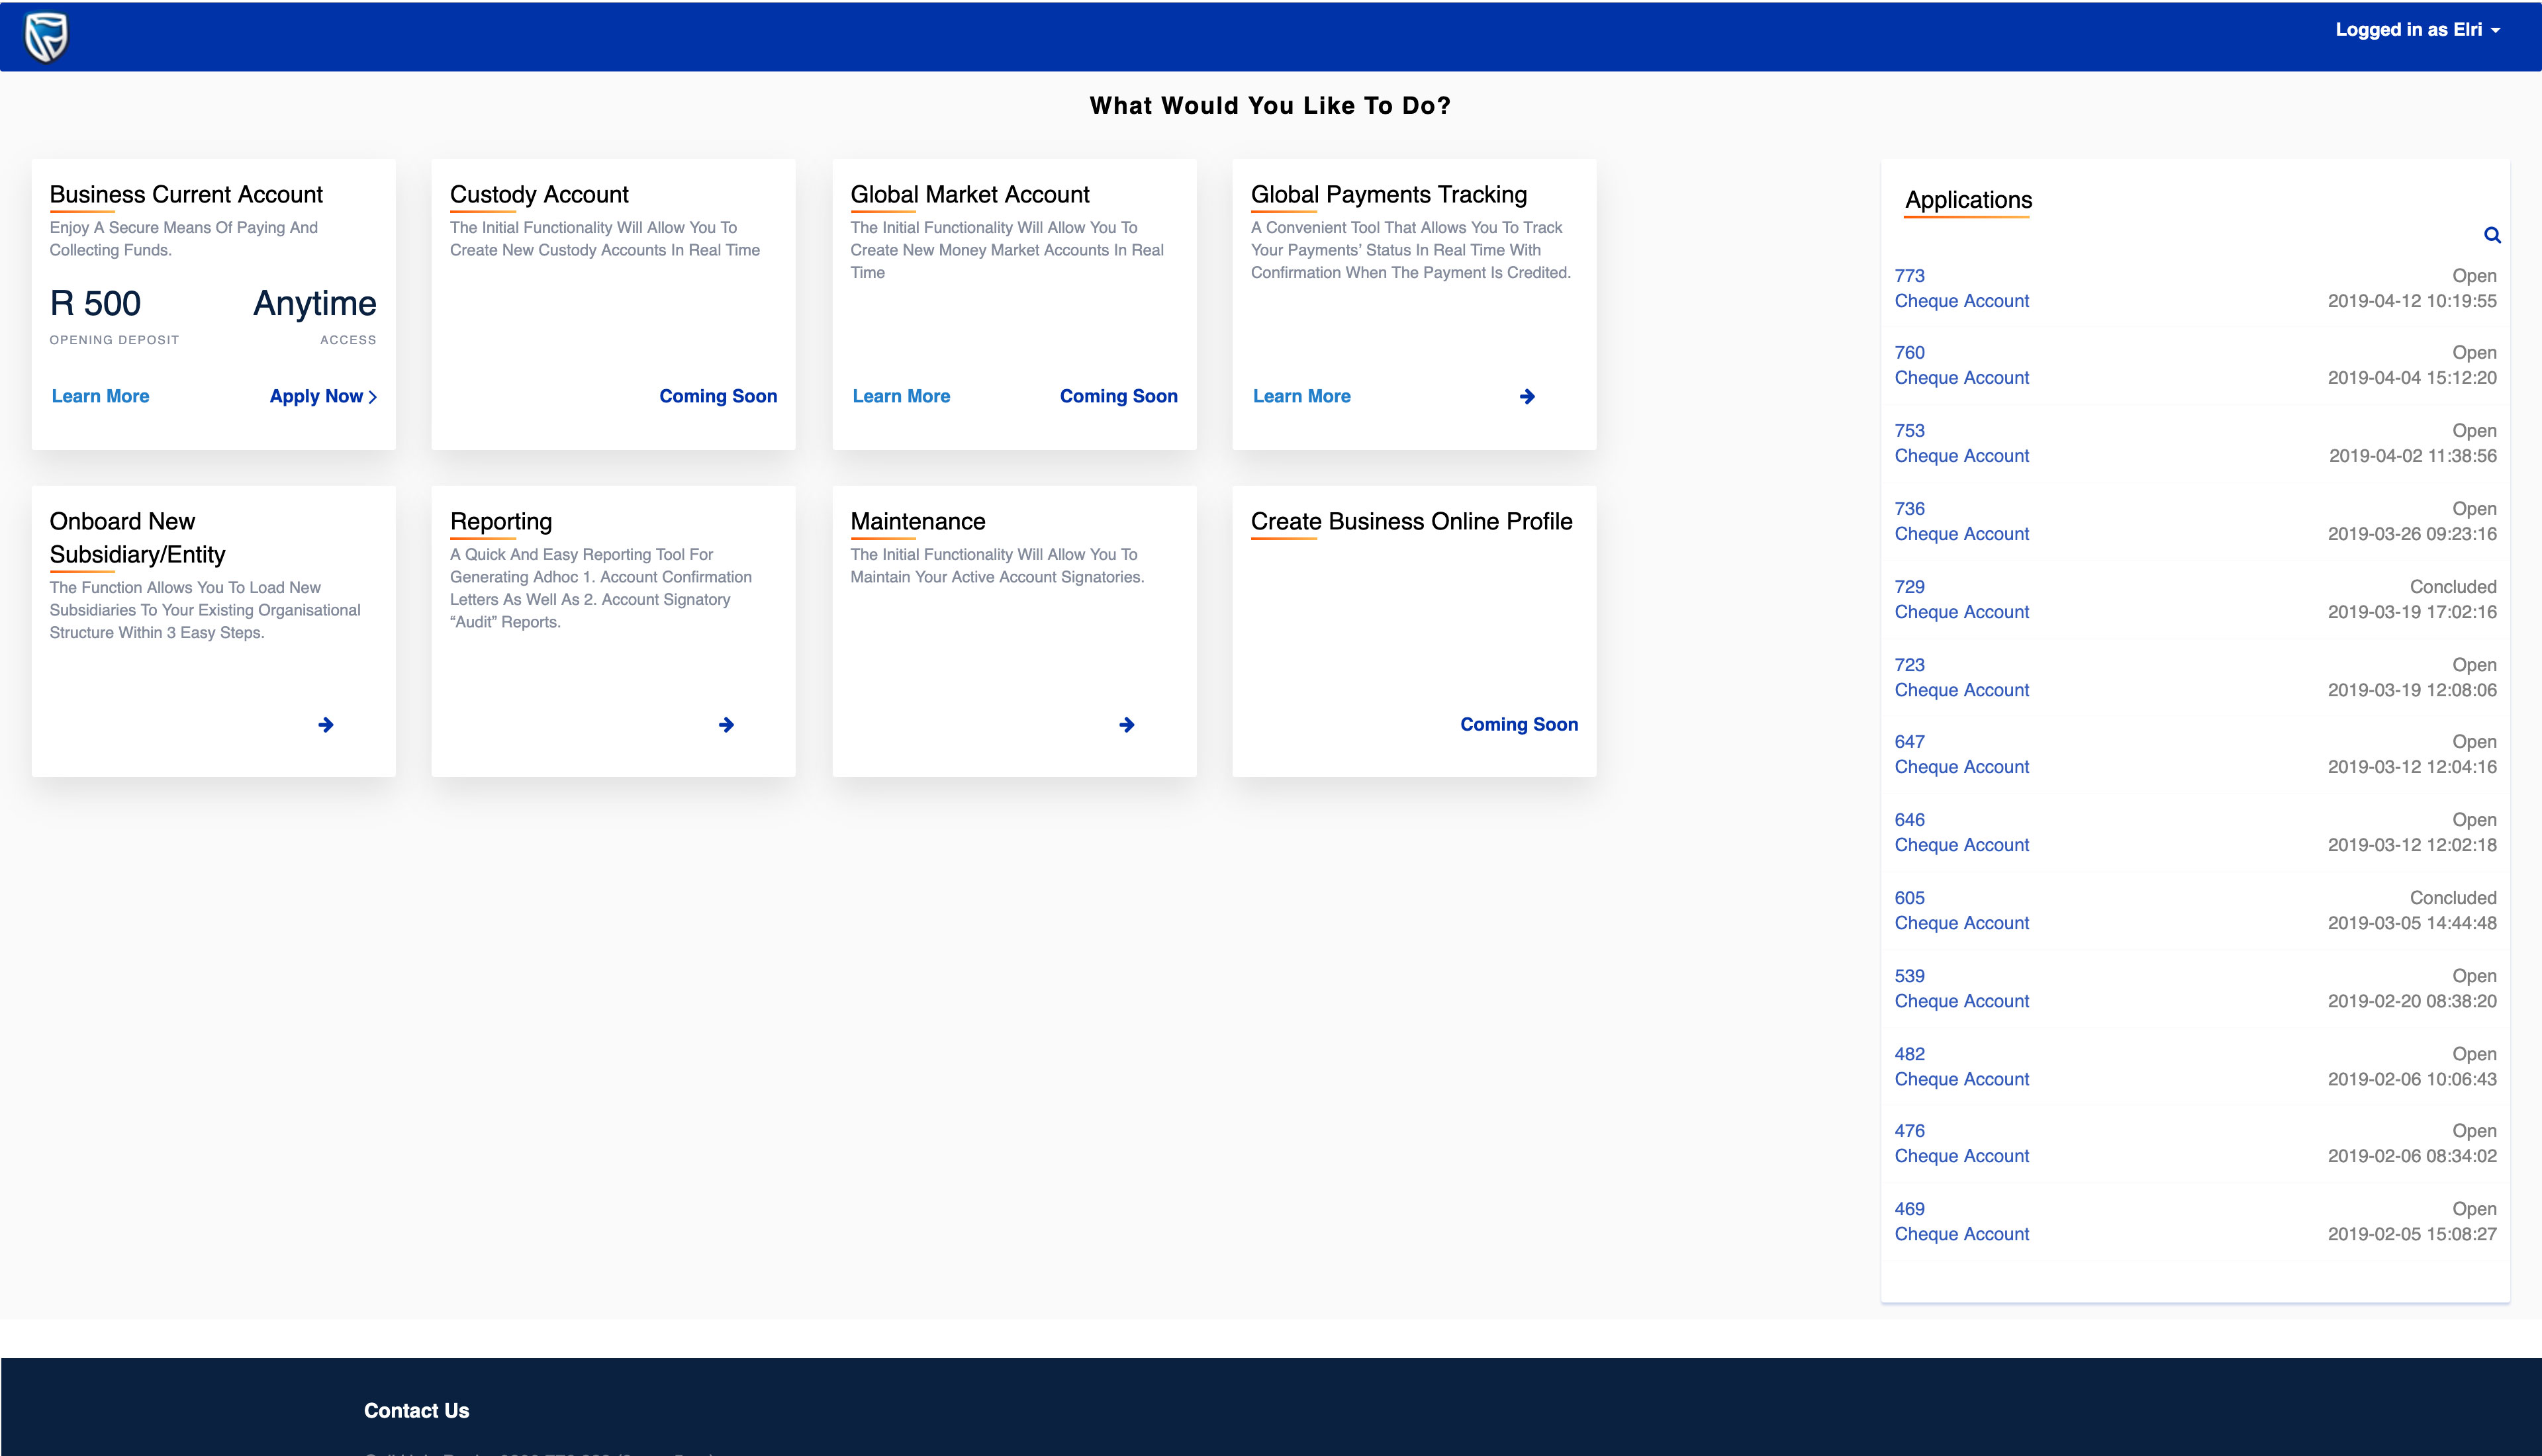 Logged in as Elri
What Would You Like To Do?
Business Current Account
Enjoy A Secure Means Of Paying And
Collecting Funds.
R 500
Anytime
OPENING DEPOSIT
ACCESS
Learn More
Apply Now
Custody Account
The Initial Functionality Will Allow You To
Create New Custody Accounts In Real Time
Coming Soon
Global Market Account
The Initial Functionality Will Allow You To
Create New Money Market Accounts In Real
Time
Learn More
Coming Soon
Global Payments Tracking
A Convenient Tool That Allows You To Track
Your Payments’ Status In Real Time With
Confirmation When The Payment Is Credited.
Learn More
Onboard New
Subsidiary/Entity
The Function Allows You To Load New
Subsidiaries To Your Existing Organisational
Structure Within 3 Easy Steps.
Reporting
A Quick And Easy Reporting Tool For
Generating Adhoc 1. Account Confirmation
Letters As Well As 2. Account Signatory
“Audit” Reports.
Maintenance
The Initial Functionality Will Allow You To
Maintain Your Active Account Signatories.
Create Business Online Profile
Coming Soon
Applications
773 Open
Cheque Account 2019-04-12 10:19:55
760 Open
Cheque Account 2019-04-04 15:12:20
753 Open
Cheque Account 2019-04-02 11:38:56
736 Open
Cheque Account 2019-03-26 09:23:16
729 Concluded
Cheque Account 2019-03-19 17:02:16
723 Open
Cheque Account 2019-03-19 12:08:06
647 Open
Cheque Account 2019-03-12 12:04:16
646 Open
Cheque Account 2019-03-12 12:02:18
605 Concluded
Cheque Account 2019-03-05 14:44:48
539 Open
Cheque Account 2019-02-20 08:38:20
482 Open
Cheque Account 2019-02-06 10:06:43
476 Open
Cheque Account 2019-02-06 08:34:02
469 Open
Cheque Account 2019-02-05 15:08:27
Contact Us